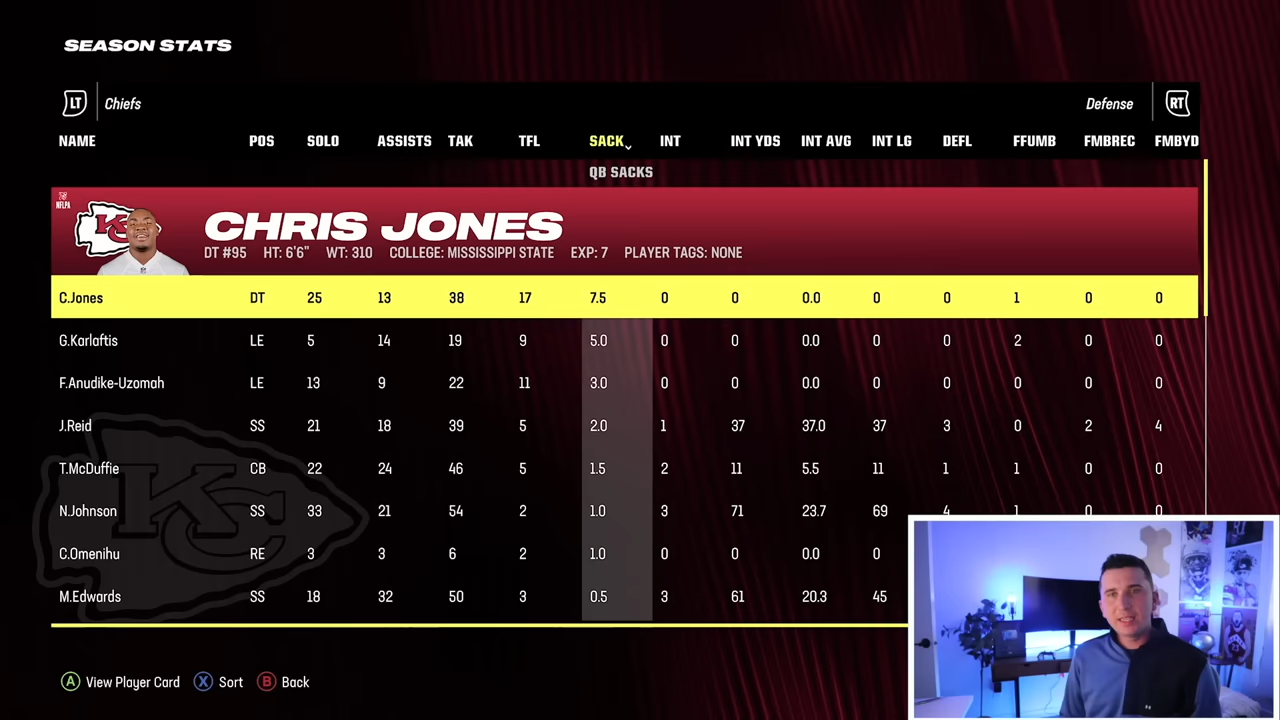 SEASON STATS
LT Chiefs Defense RT
NAME POS SOLO ASSISTS TAK TFL SACK INT INT YDS INT AVG INT LG DEFL FFUMB FMBREC FMBYD
QB SACKS
NFLPA
KC CHRIS JONES
DT #95 HT: 6'6" WT: 310 COLLEGE: MISSISSIPPI STATE EXP: 7 PLAYER TAGS: NONE
C.Jones DT 25 13 38 17 7.5 0 0 0.0 0 0 1 0 0
G.Karlaftis LE 5 14 19 9 5.0 0 0 0.0 0 0 2 0 0
F.Anudike-Uzomah LE 13 9 22 11 3.0 0 0 0.0 0 0 0 0 0
J.Reid SS 21 18 39 5 2.0 1 37 37.0 37 3 0 2 4
T.McDuffie CB 22 24 46 5 1.5 2 11 5.5 11 1 1 0 0
N.Johnson SS 33 21 54 2 1.0 3 71 23.7 69 4 1 0 0
C.Omenihu RE 3 3 6 2 1.0 0 0 0.0 0
M.Edwards SS 18 32 50 3 0.5 3 61 20.3 45
KC
A View Player Card X Sort B Back